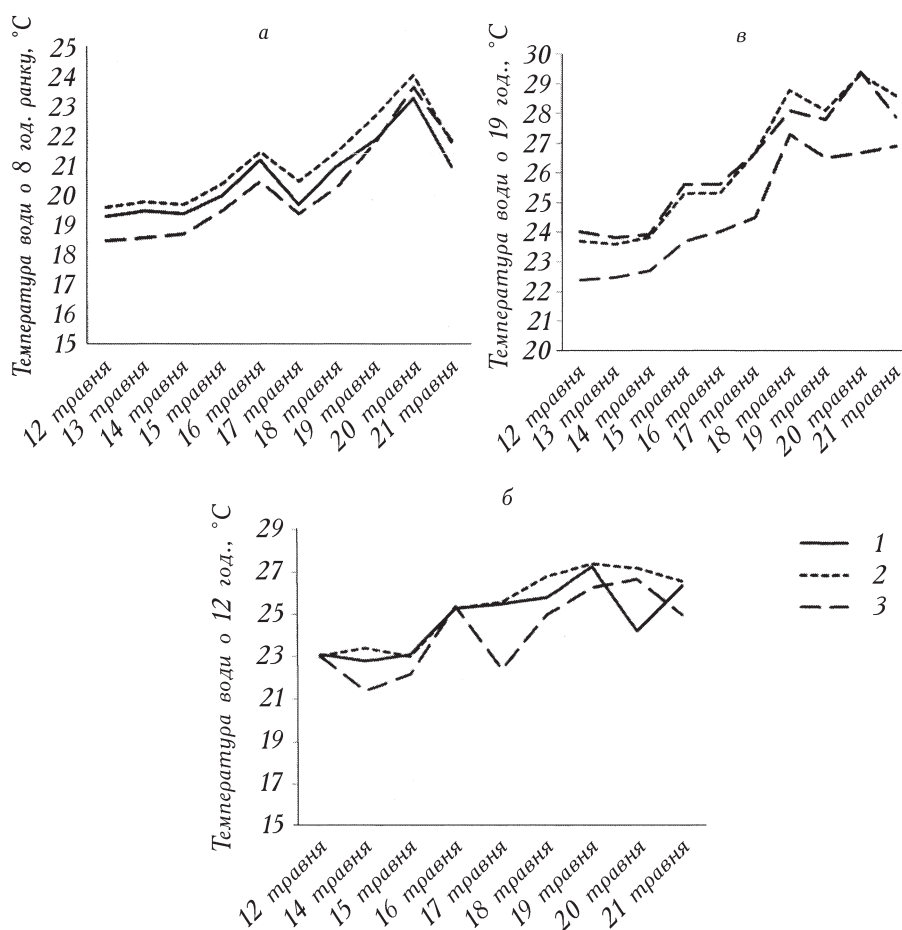 а
Температура води о 8 год. ранку, °С
25
24
23
22
21
20
19
18
17
16
15
12 травня
13 травня
14 травня
15 травня
16 травня
17 травня
18 травня
19 травня
20 травня
21 травня
в
Температура води о 19 год., °С
30
29
28
27
26
25
24
23
22
21
20
12 травня
13 травня
14 травня
15 травня
16 травня
17 травня
18 травня
19 травня
20 травня
21 травня
б
Температура води о 12 год., °С
29
27
25
23
21
19
17
15
12 травня
14 травня
15 травня
16 травня
17 травня
18 травня
19 травня
20 травня
21 травня
1
2
3